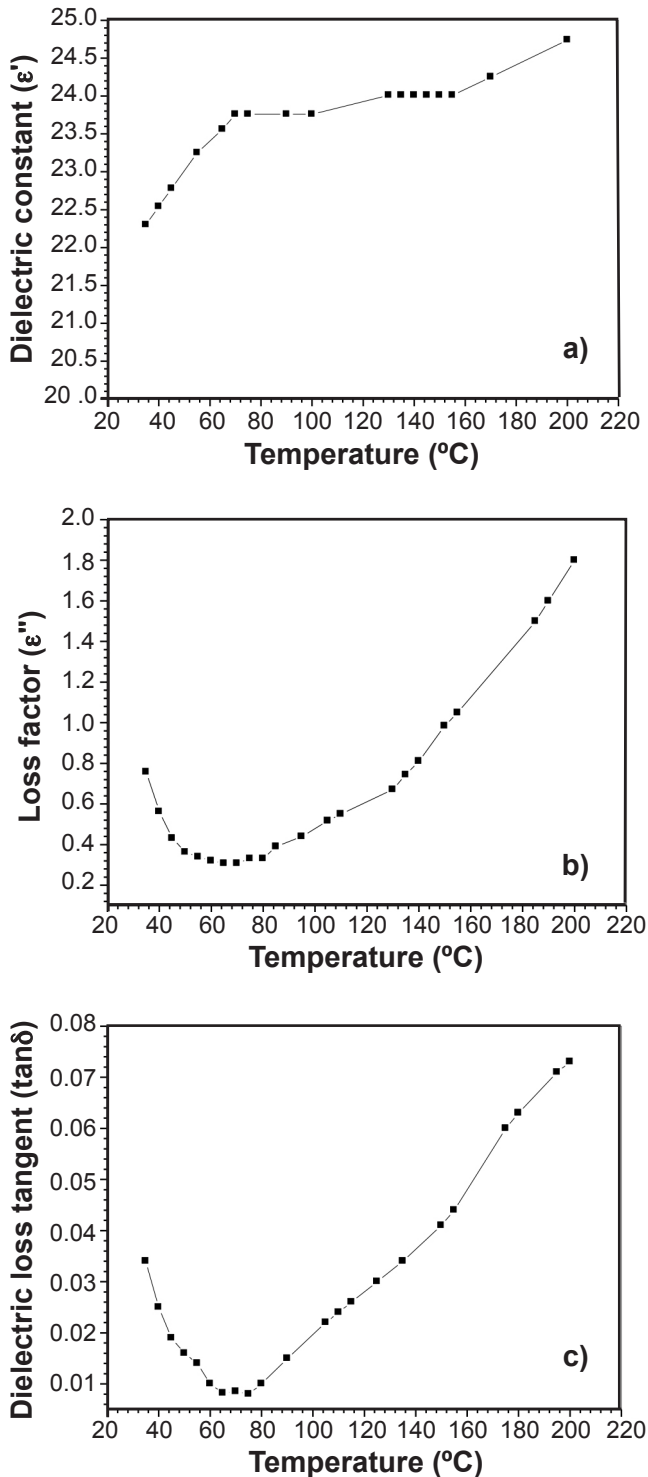 Dielectric constant (ε')
25.0
24.5
24.0
23.5
23.0
22.5
22.0
21.5
21.0
20.5
20 .0
a)
20 40 60 80 100 120 140 160 180 200 220
Temperature (ºC)
Loss factor (ε")
2.0
1.8
1.6
1.4
1.2
1.0
0.8
0.6
0.4
0.2
b)
20 40 60 80 100 120 140 160 180 200 220
Temperature (ºC)
Dielectric loss tangent (tanδ)
0.08
0.07
0.06
0.05
0.04
0.03
0.02
0.01
c)
20 40 60 80 100 120 140 160 180 200 220
Temperature (ºC)